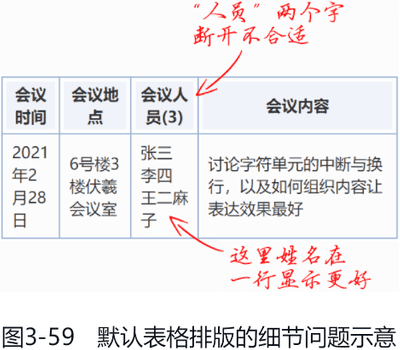 “人员”两个字
断开不合适
会议
时间
会议地
点
会议人
员(3)
会议内容
2021
年2
月28
日
6号楼3
楼伏羲
会议室
张三
李四
王二麻
子
讨论字符单元的中断与换
行，以及如何组织内容让
表达效果最好
这里姓名在
一行显示更好
图3-59 默认表格排版的细节问题示意